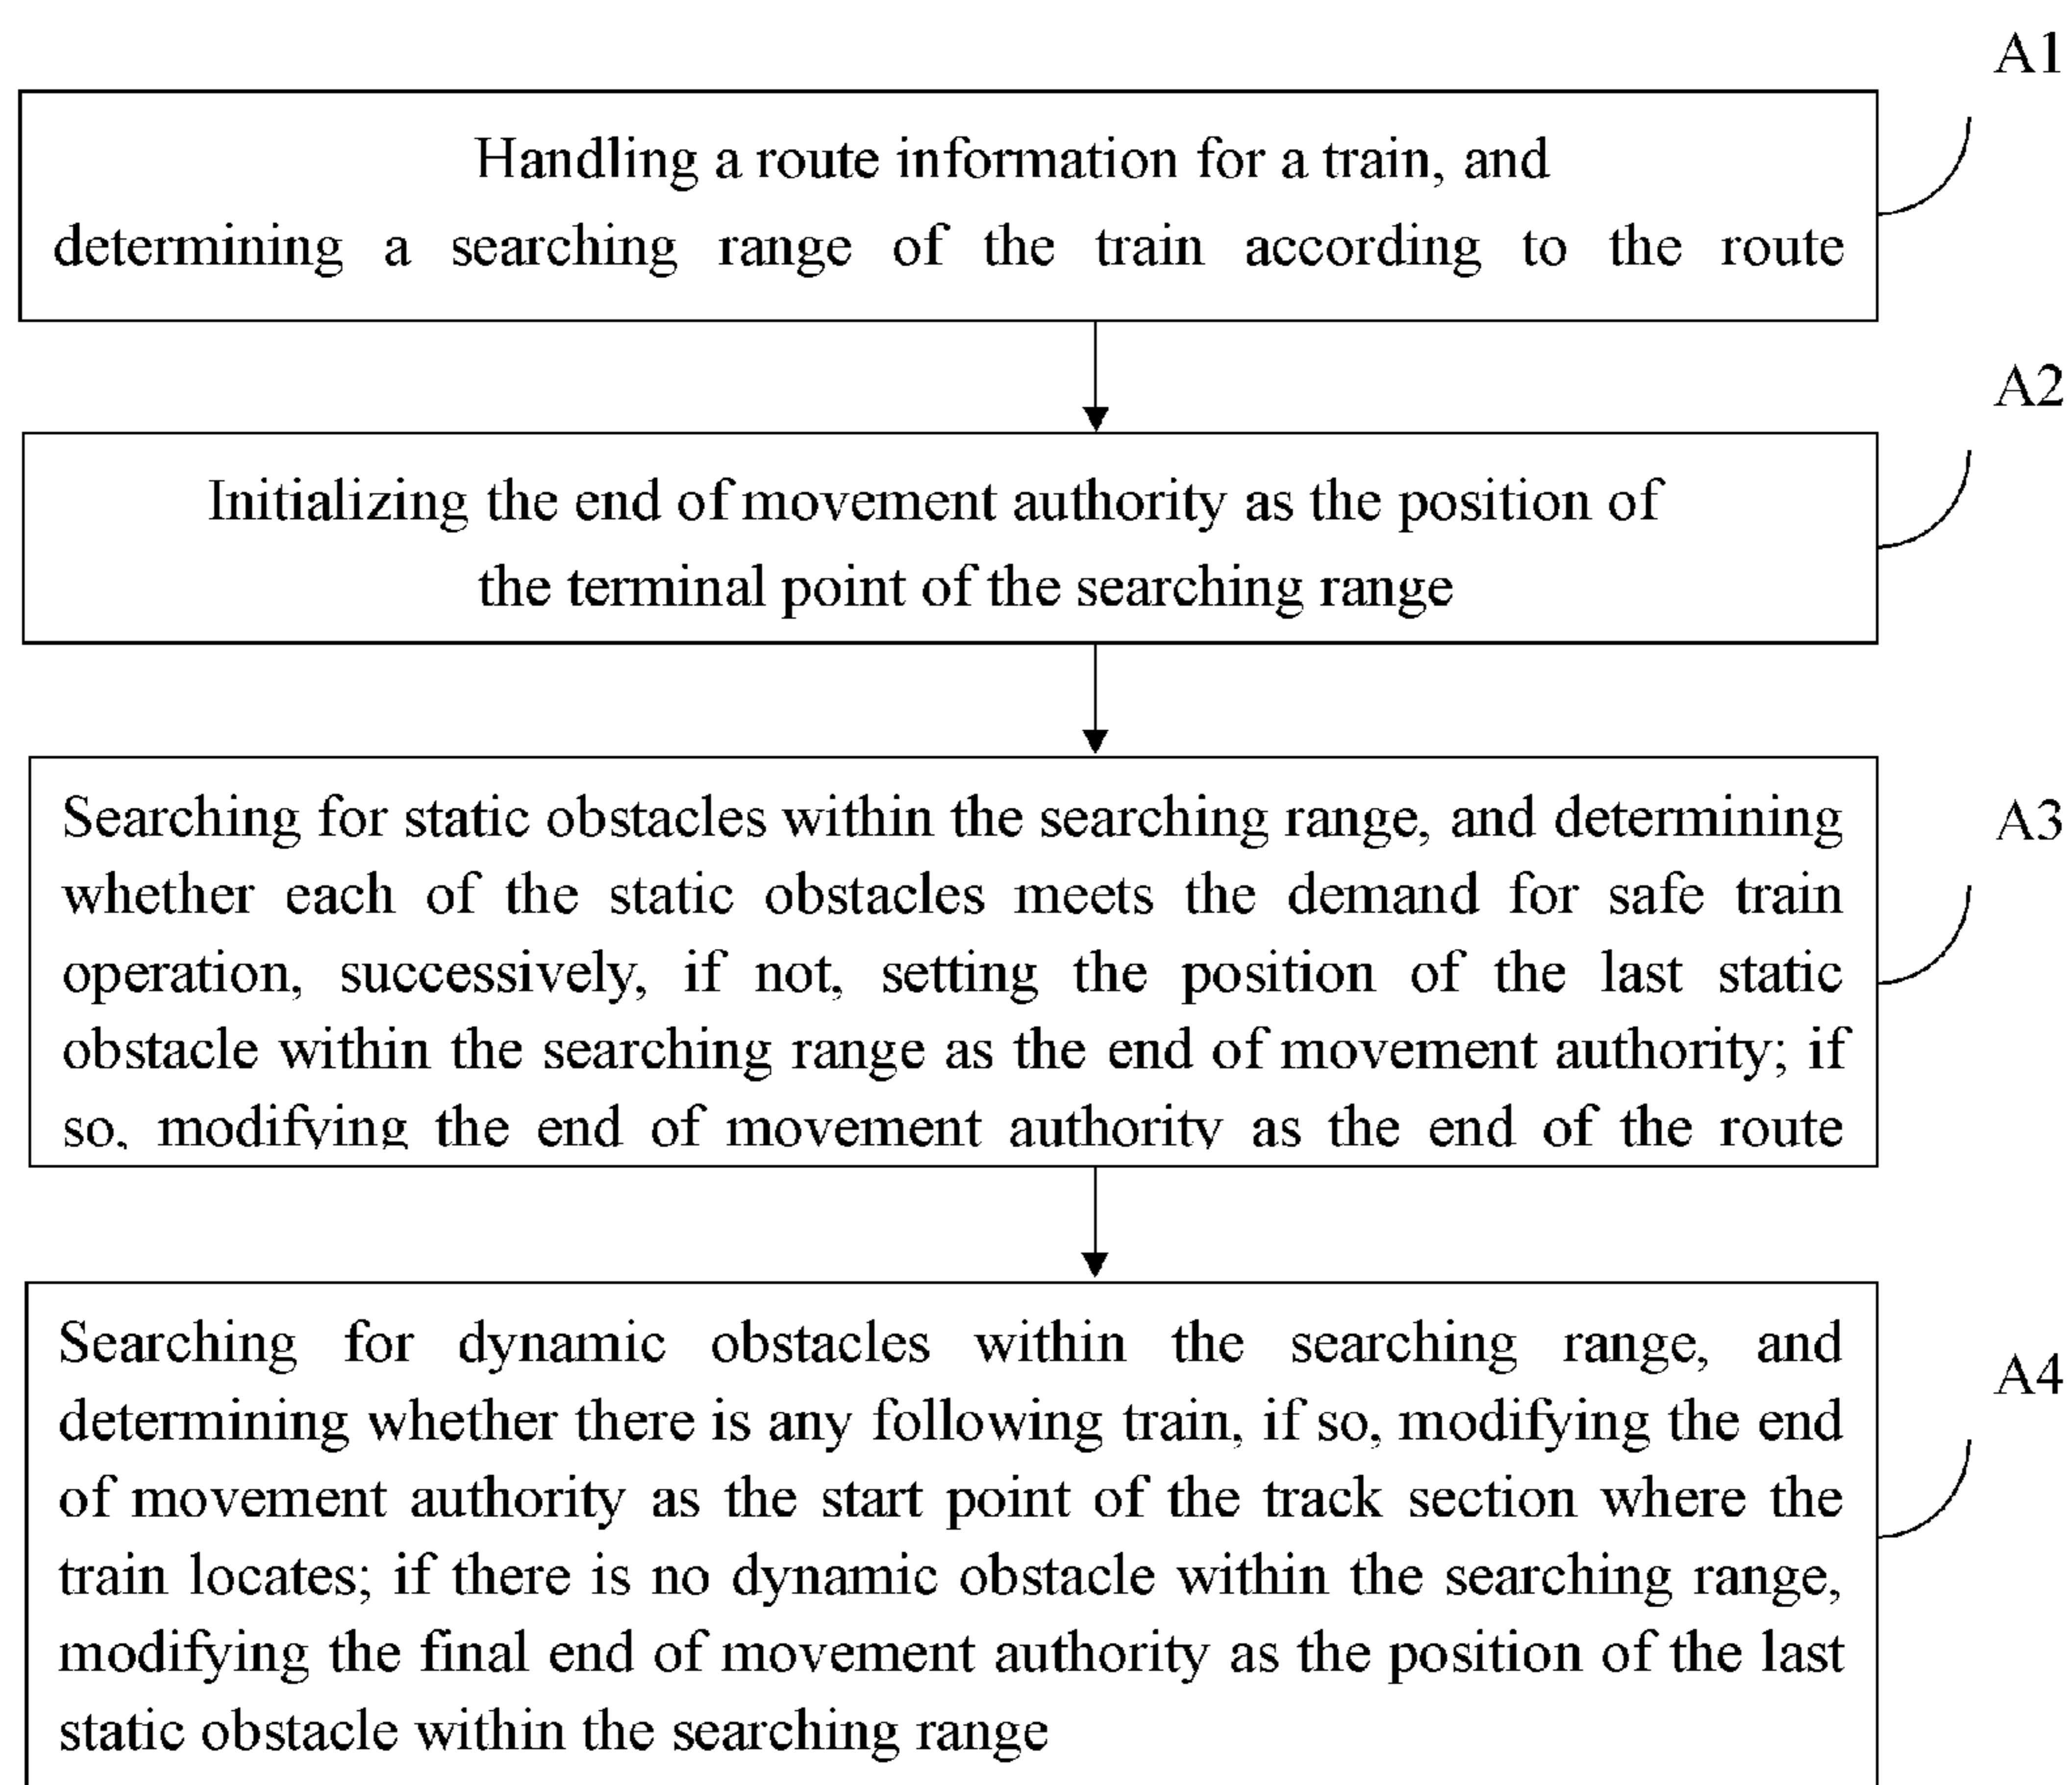 A1
Handling a route information for a train, and
determining a searching range of the train according to the route
A2
Initializing the end of movement authority as the position of
the terminal point of the searching range
Searching for static obstacles within the searching range, and determining
A3
whether each of the static obstacles meets the demand for safe train
operation, successively, if not, setting the position of the last static
obstacle within the searching range as the end of movement authority; if
so, modifying the end of movement authority as the end of the route
Searching for dynamic obstacles within the searching range, and
A4
determining whether there is any following train, if so, modifying the end
of movement authority as the start point of the track section where the
train locates; if there is no dynamic obstacle within the searching range,
modifying the final end of movement authority as the position of the last
static obstacle within the searching range